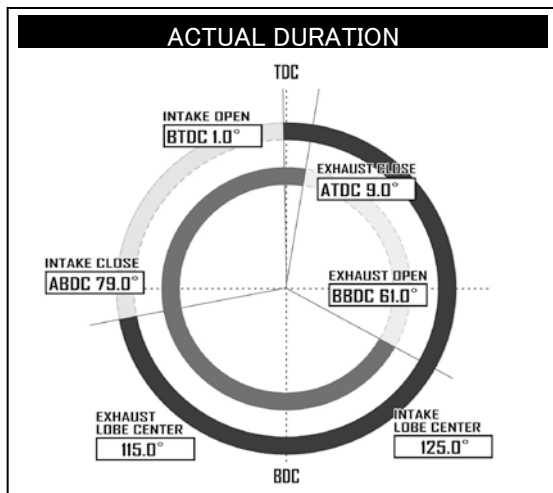 ACTUAL DURATION
TDC
INTAKE OPEN
BTDC 1.0°
EXHAUST CLOSE
ATDC 9.0°
INTAKE CLOSE
ABDC 79.0°
EXHAUST OPEN
BBDC 61.0°
EXHAUST
LOBE CENTER
115.0°
INTAKE
LOBE CENTER
125.0°
BDC